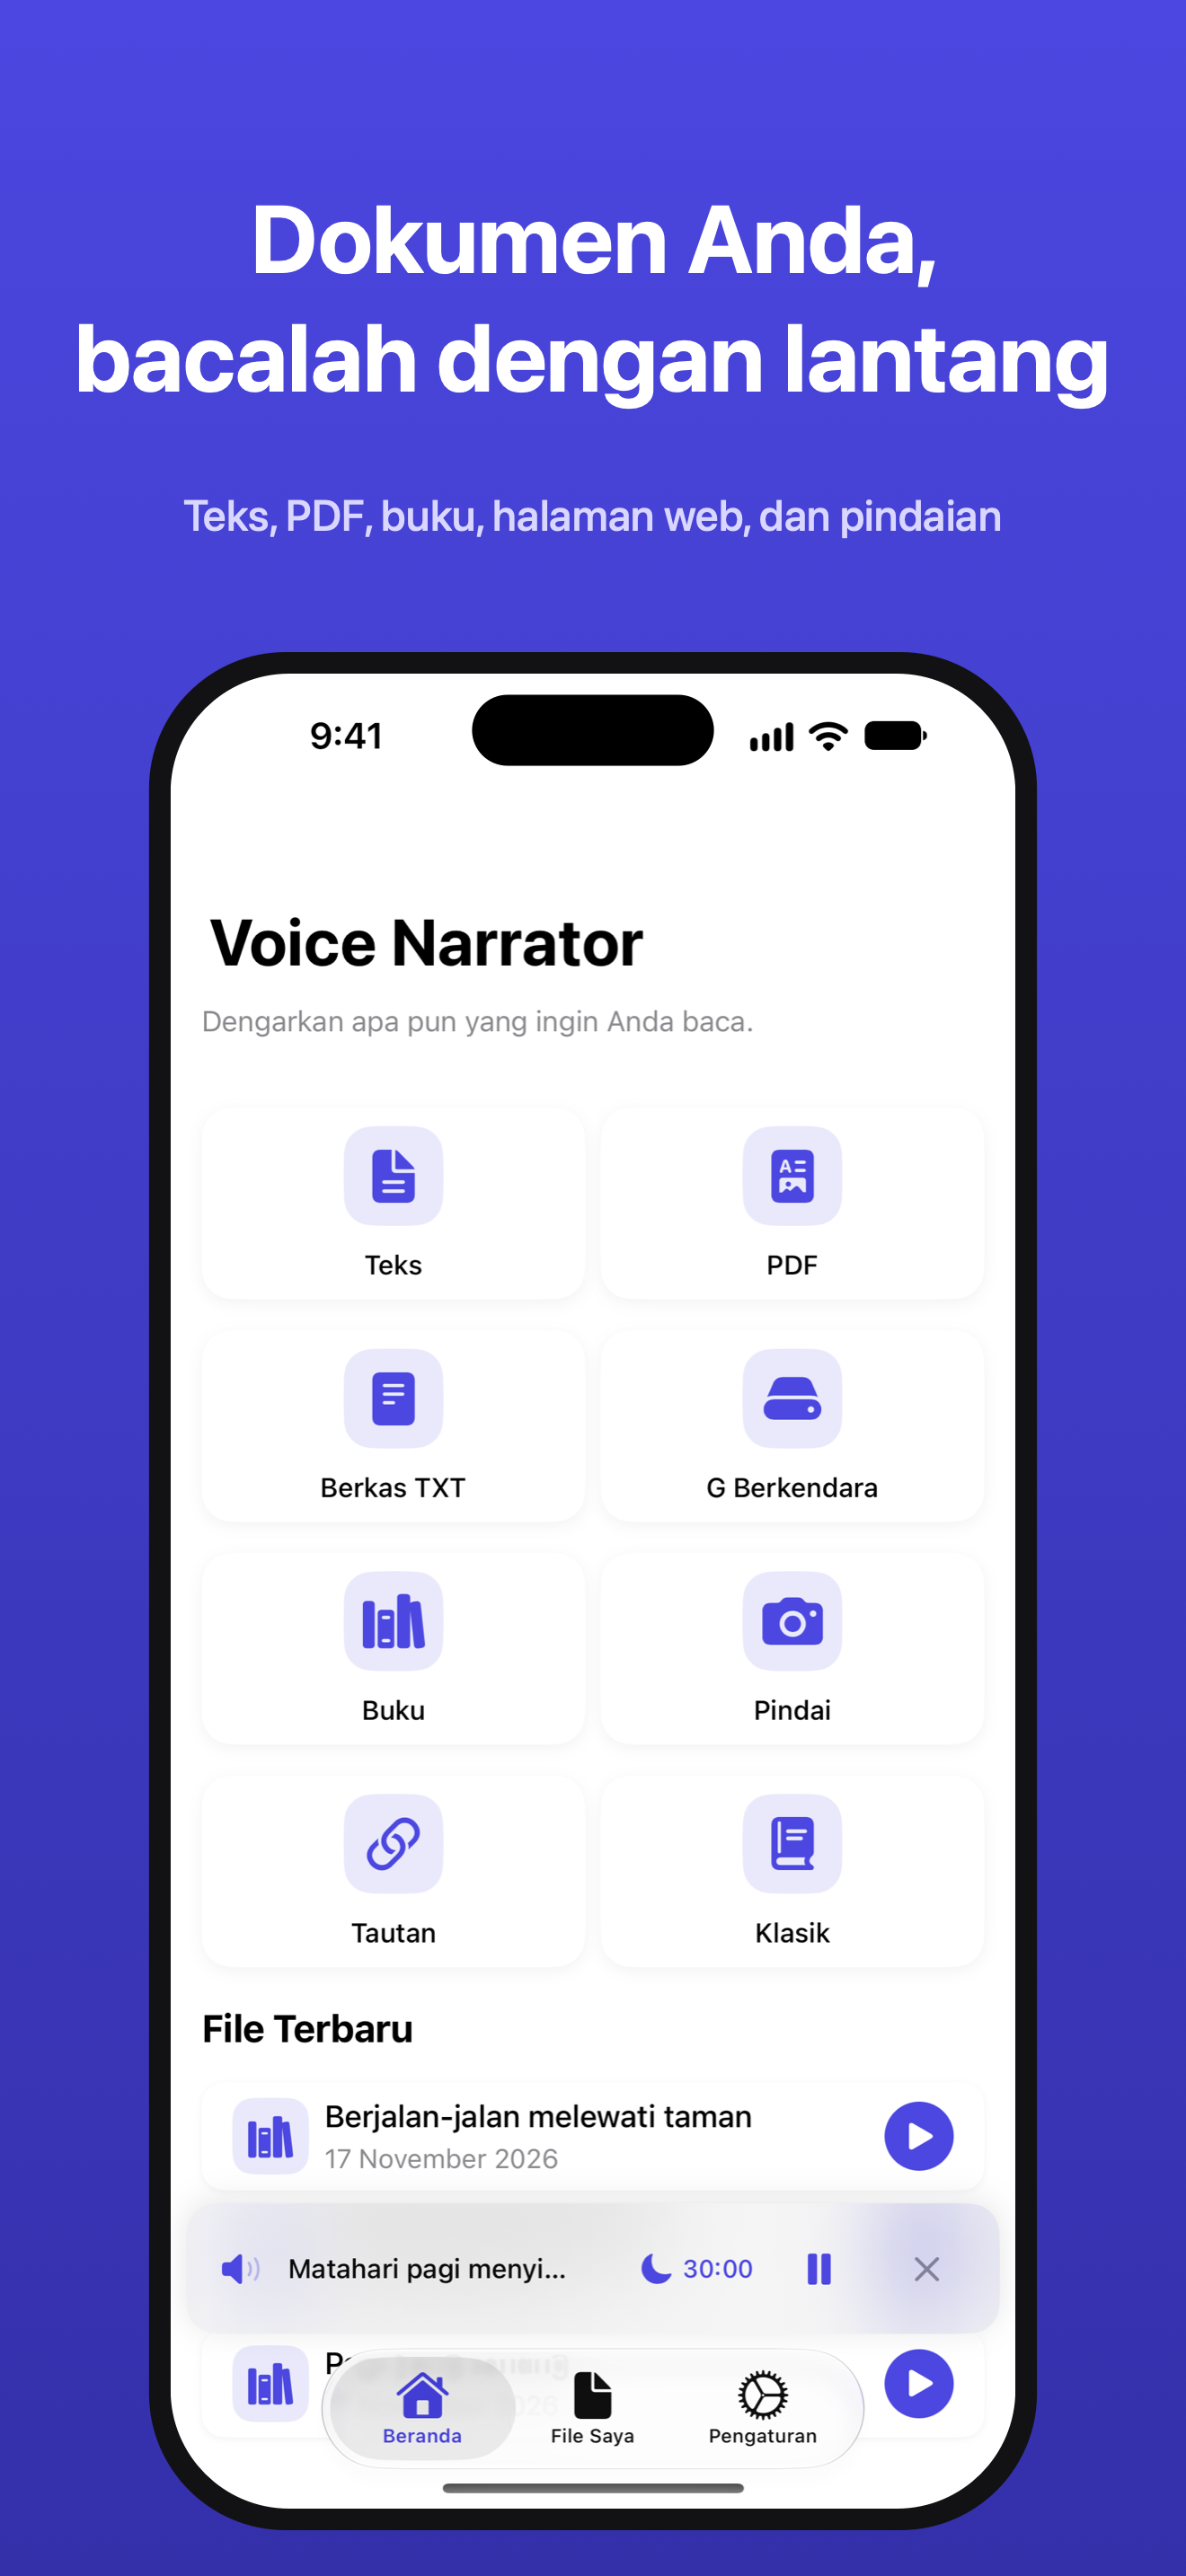 Dokumen Anda,
bacalah dengan lantang
Teks, PDF, buku, halaman web, dan pindaian
9:41
Voice Narrator
Dengarkan apa pun yang ingin Anda baca.
Teks
PDF
Berkas TXT
G Berkendara
Buku
Pindai
Tautan
Klasik
File Terbaru
Berjalan-jalan melewati taman
17 November 2026
Matahari pagi menyi...
30:00
Beranda
File Saya
Pengaturan